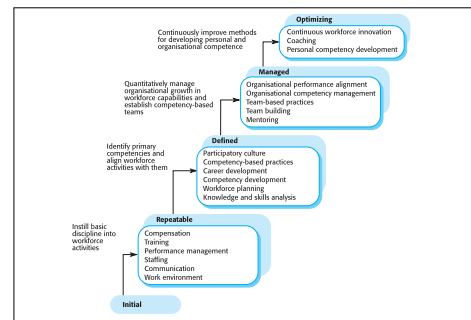 Optimizing
Continuously improve methods
for developing personal and
organisational competence
Continuous workforce innovation
Coaching
Personal competency development
Managed
Quantitatively manage
organisational growth in
workforce capabilities and
establish competency-based
teams
Organisational performance alignment
Organisational competency management
Team-based practices
Team building
Mentoring
Defined
Identify primary
competencies and
align workforce
activities with them
Participatory culture
Competency-based practices
Career development
Competency development
Workforce planning
Knowledge and skills analysis
Repeatable
Instill basic
discipline into
workforce
activities
Compensation
Training
Performance management
Staffing
Communication
Work environment
Initial